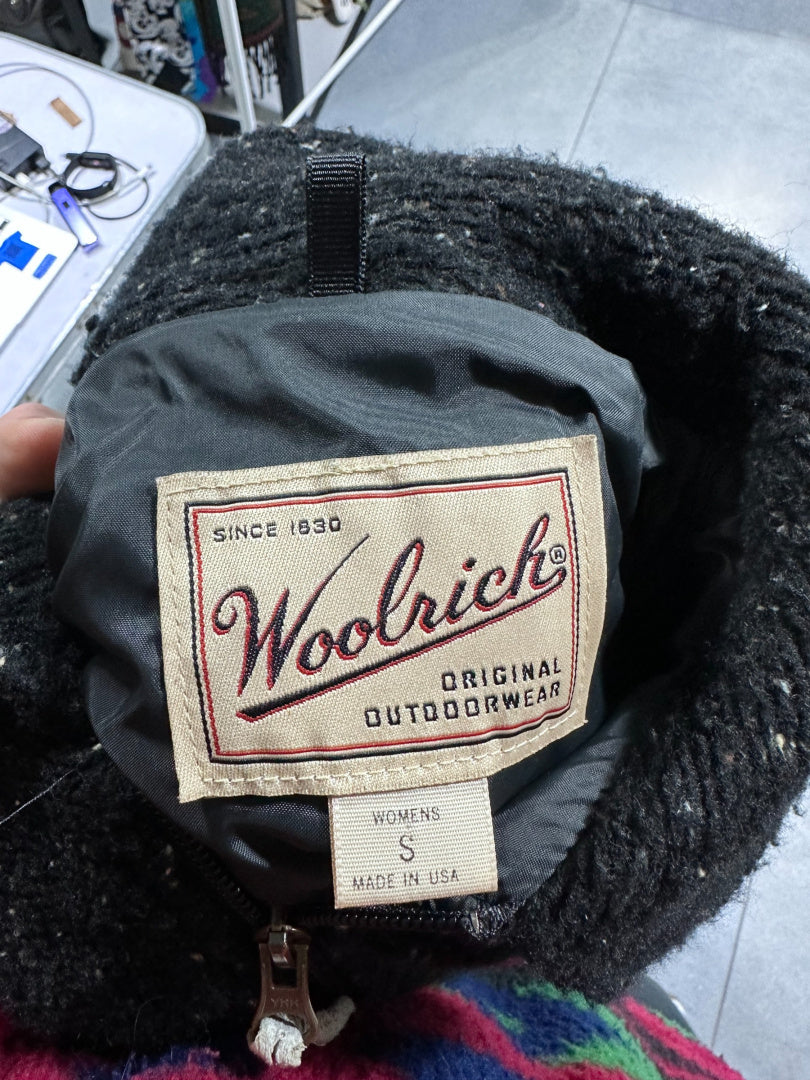 SINCE 1830
Woolrich®
ORIGINAL
OUTDOORWEAR
WOMENS
S
MADE IN USA